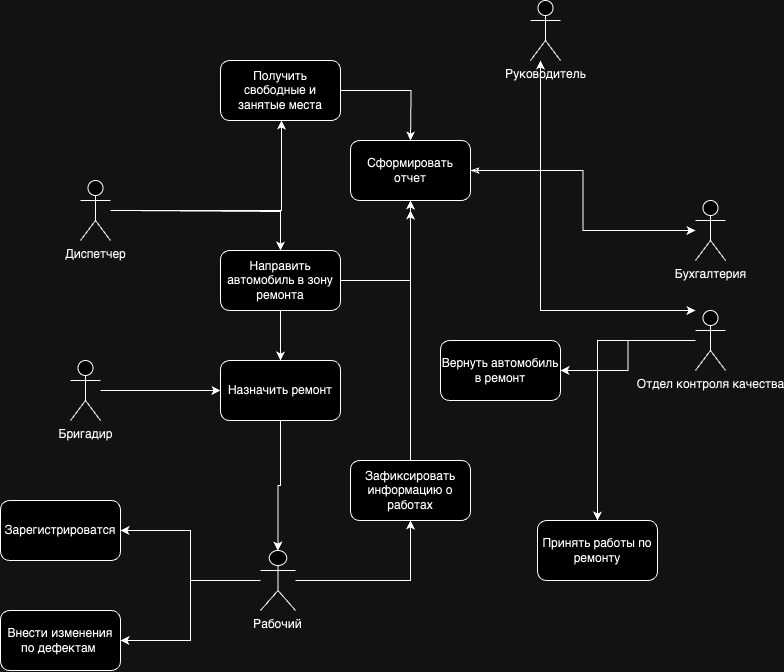 Руководитель
Получить
свободные и
занятые места
Сформировать
отчет
Диспетчер
Бухгалтерия
Направить
автомобиль в зону
ремонта
Вернуть автомобиль
в ремонт
Отдел контроля качества
Назначить ремонт
Бригадир
Зафиксировать
информацию о
работах
Зарегистрироватся
Принять работы по
ремонту
Рабочий
Внести изменения
по дефектам